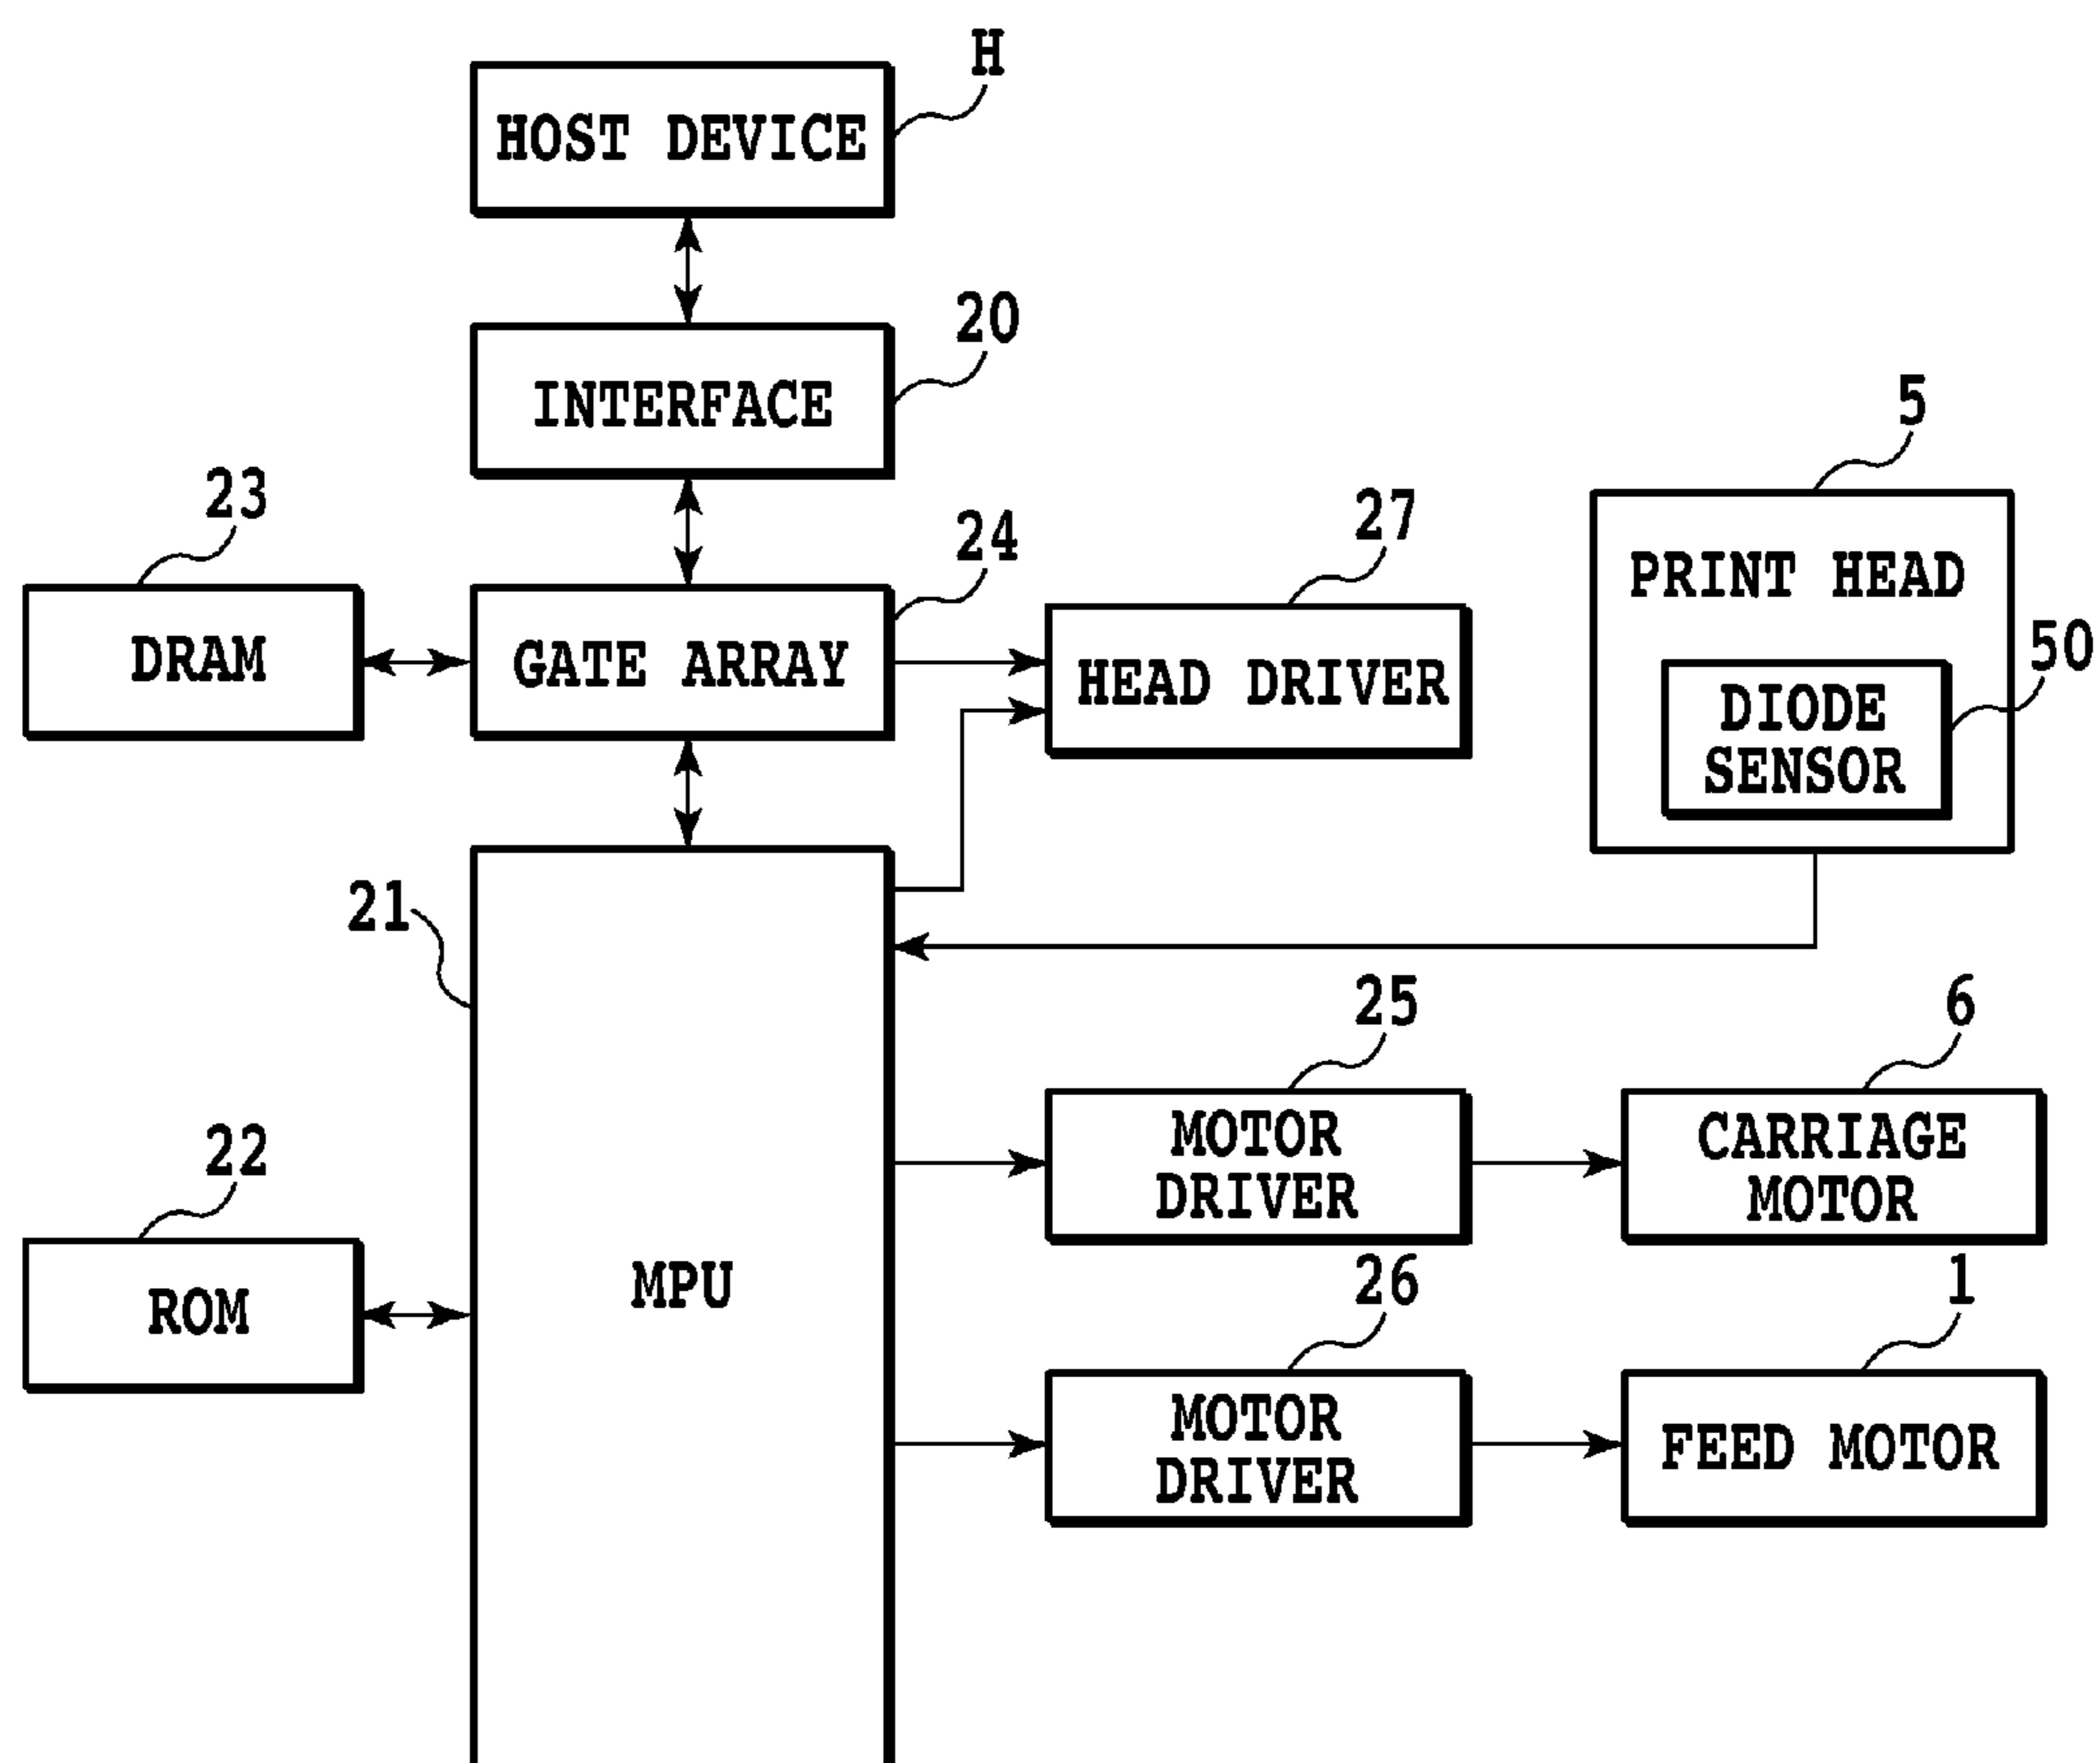 H
HOST DEVICE
20
INTERFACE
5
23
24
27
PRINT HEAD
50
DRAM
GATE ARRAY
HEAD DRIVER
DIODE
SENSOR
21
25
6
MOTOR
DRIVER
CARRIAGE
MOTOR
22
MPU
ROM
26
1
MOTOR
DRIVER
FEED MOTOR